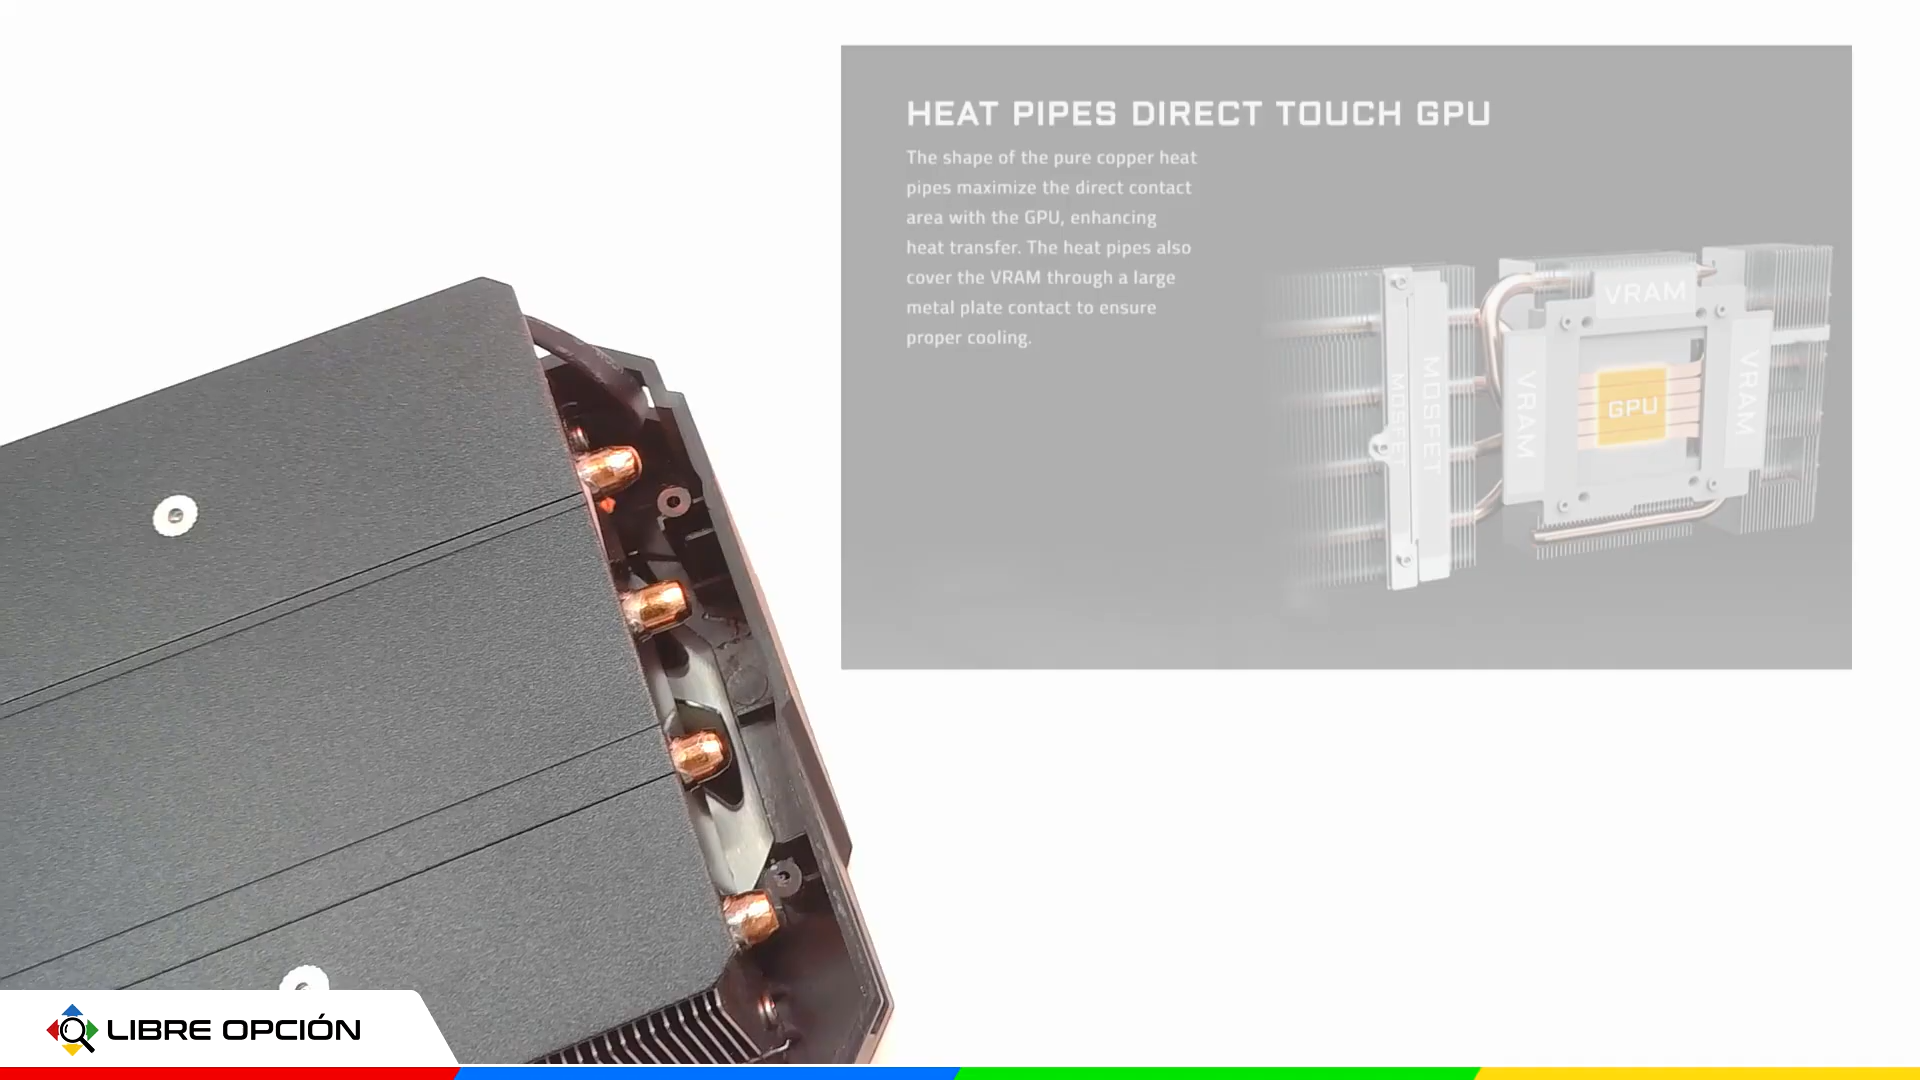 HEAT PIPES DIRECT TOUCH GPU
The shape of the pure copper heat
pipes maximize the direct contact
area with the GPU, enhancing
heat transfer. The heat pipes also
cover the VRAM through a large
metal plate contact to ensure
proper cooling.
VRAM
MOSFET
MOSFET
VRAM
GPU
VRAM
LIBRE OPCIÓN